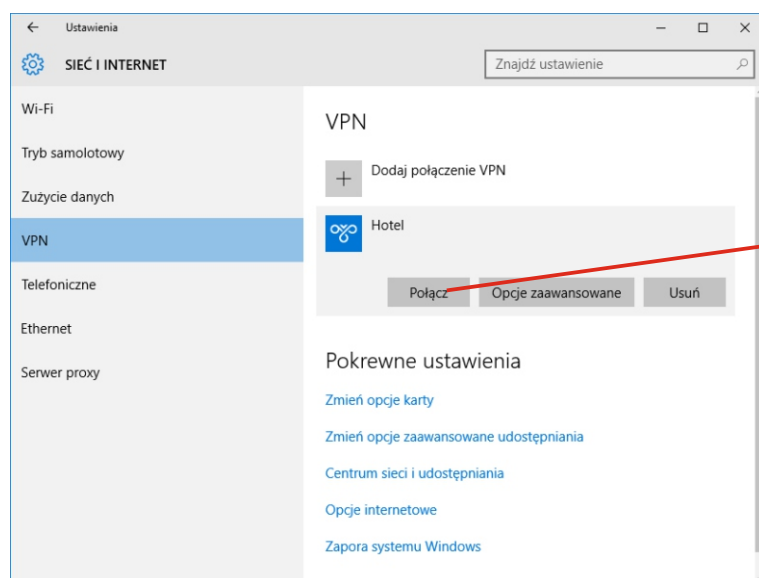 Ustawienia
SIEĆ I INTERNET
Znajdź ustawienie
Wi-Fi
Tryb samolotowy
Zużycie danych
VPN
Telefoniczne
Ethernet
Serwer proxy
VPN
Dodaj połączenie VPN
Hotel
Połącz Opcje zaawansowane Usuń
Pokrewne ustawienia
Zmień opcje karty
Zmień opcje zaawansowane udostępniania
Centrum sieci i udostępniania
Opcje internetowe
Zapora systemu Windows